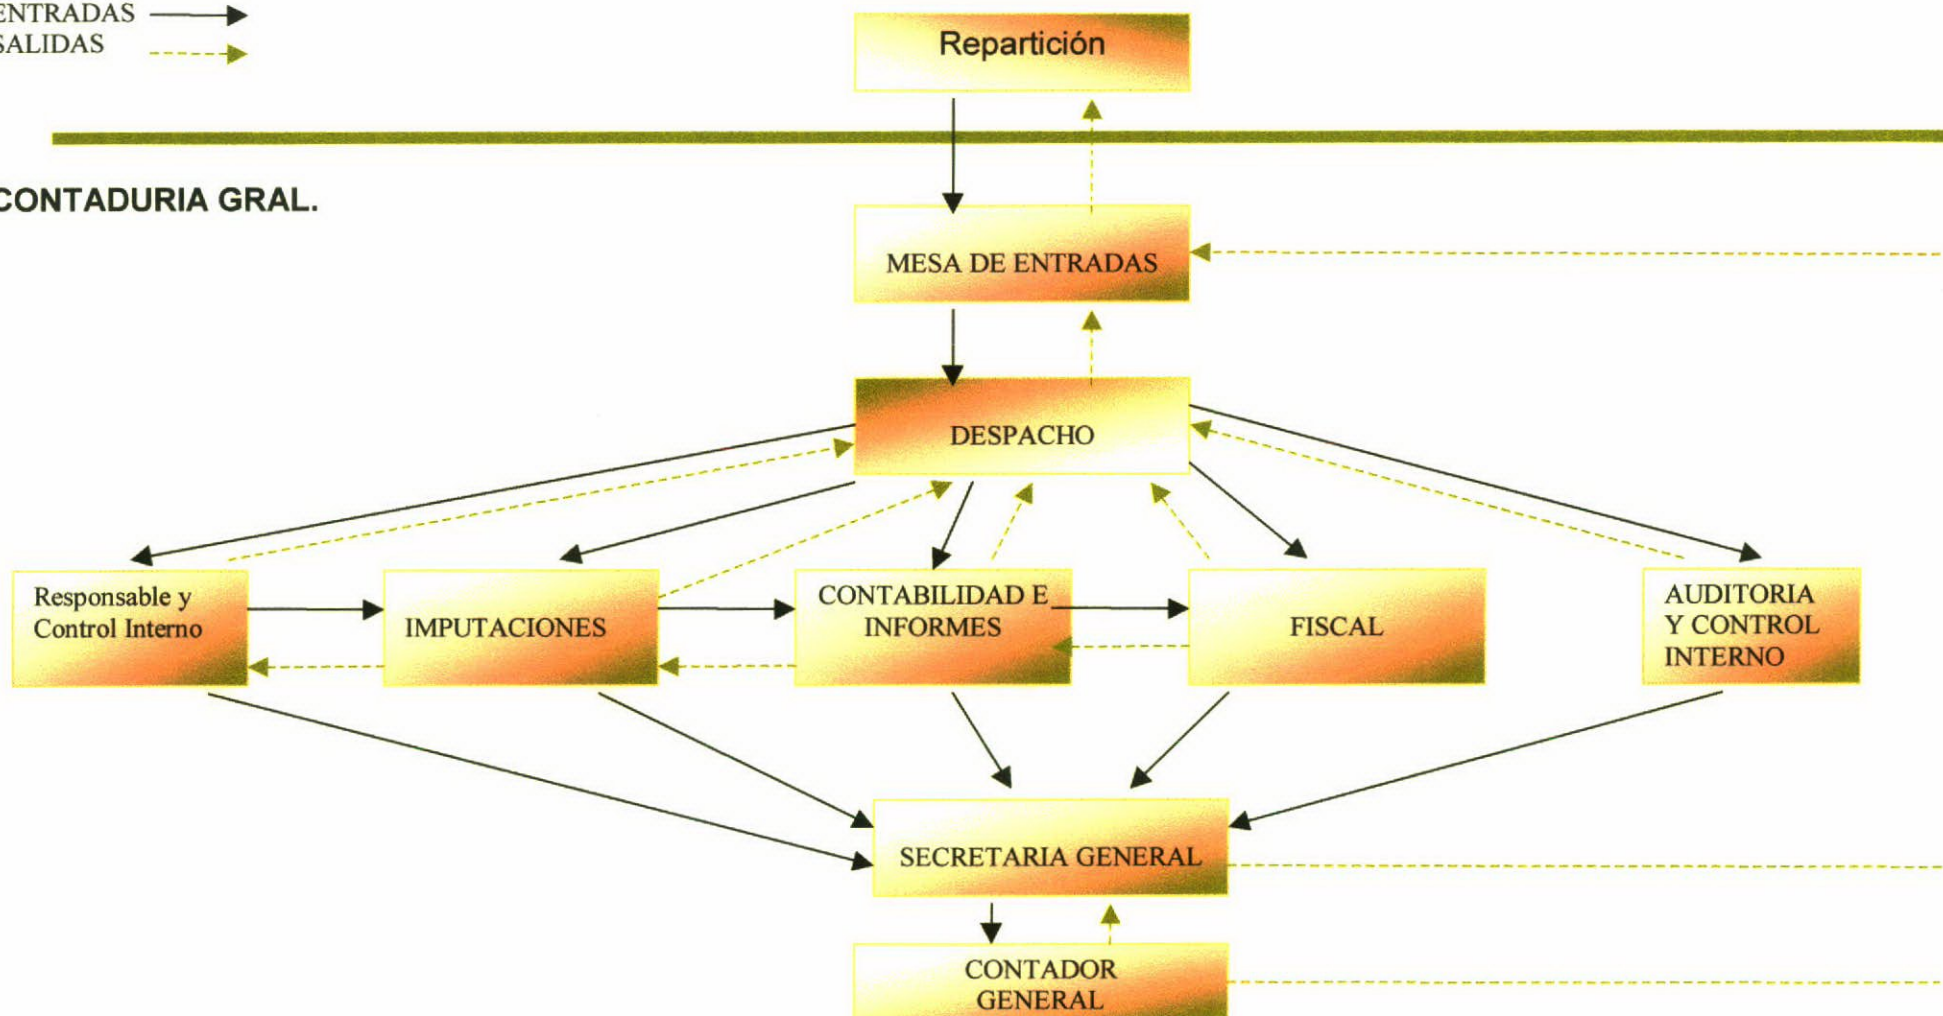 ENTRADAS
SALIDAS
Repartición
CONTADURIA GRAL.
MESA DE ENTRADAS
DESPACHO
Responsable y
Control Interno
IMPUTACIONES
CONTABILIDAD E
INFORMES
FISCAL
AUDITORIA
Y CONTROL
INTERNO
SECRETARIA GENERAL
CONTADOR
GENERAL